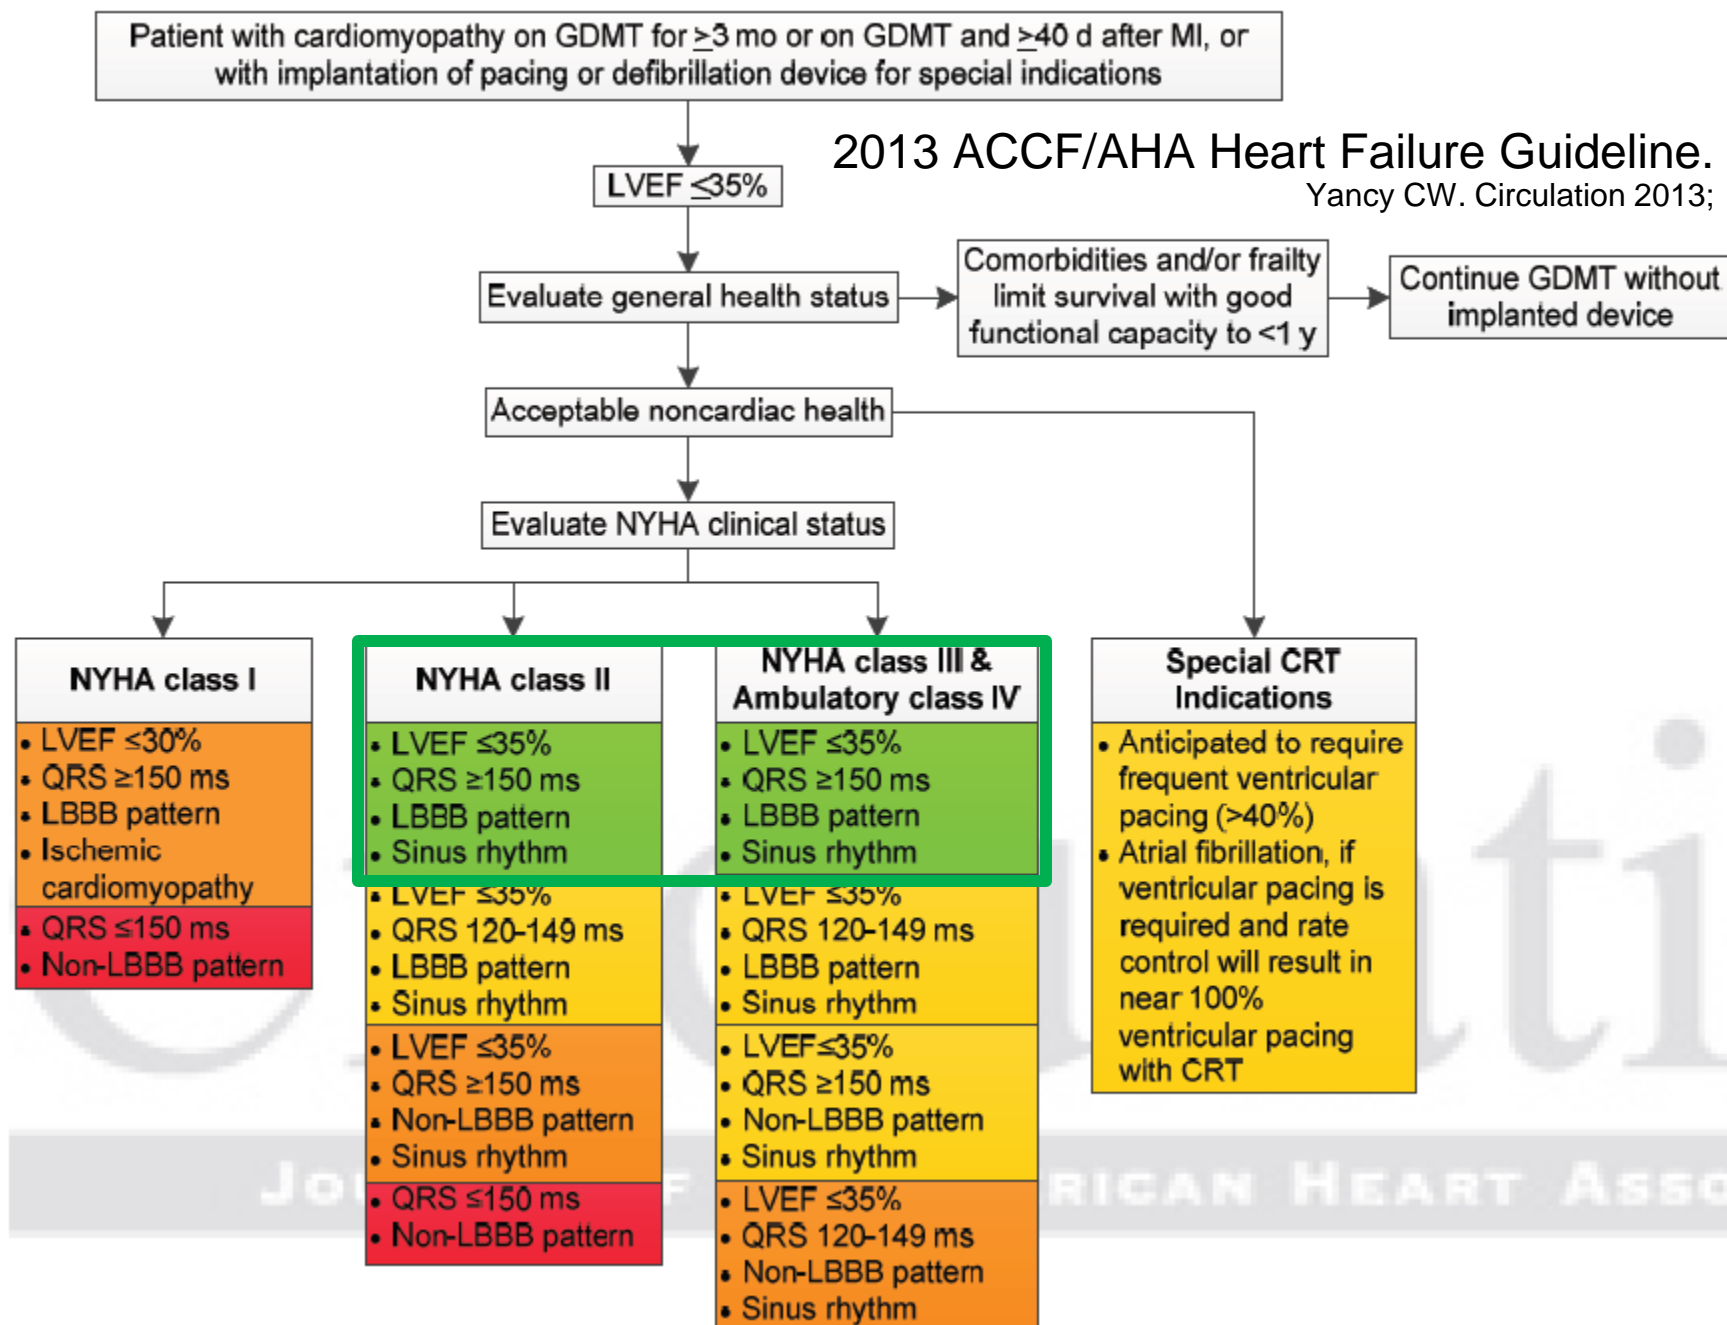 Patient with cardiomyopathy on GDMT for ≥3 mo or on GDMT and ≥40 d after MI, or
with implantation of pacing or defibrillation device for special indications
2013 ACCF/AHA Heart Failure Guideline.
Yancy CW. Circulation 2013;
LVEF ≤35%
Evaluate general health status
Comorbidities and/or frailty
limit survival with good
functional capacity to <1 y
Continue GDMT without
implanted device
Acceptable noncardiac health
Evaluate NYHA clinical status
NYHA class I
• LVEF ≤30%
• QRS ≥150 ms
• LBBB pattern
• Ischemic
cardiomyopathy
• QRS ≤150 ms
• Non-LBBB pattern
NYHA class II
• LVEF ≤35%
• QRS ≥150 ms
• LBBB pattern
• Sinus rhythm
• LVEF ≤35%
• QRS 120–149 ms
• LBBB pattern
• Sinus rhythm
• LVEF ≤35%
• QRS ≥150 ms
• Non-LBBB pattern
• Sinus rhythm
• QRS ≤150 ms
• Non-LBBB pattern
NYHA class III &
Ambulatory class IV
• LVEF ≤35%
• QRS ≥150 ms
• LBBB pattern
• Sinus rhythm
• LVEF ≤35%
• QRS 120–149 ms
• LBBB pattern
• Sinus rhythm
• LVEF≤35%
• QRS ≥150 ms
• Non-LBBB pattern
• Sinus rhythm
• LVEF ≤35%
• QRS 120–149 ms
• Non-LBBB pattern
• Sinus rhythm
Special CRT
Indications
• Anticipated to require
frequent ventricular
pacing (>40%)
• Atrial fibrillation, if
ventricular pacing is
required and rate
control will result in
near 100%
ventricular pacing
with CRT
HEART